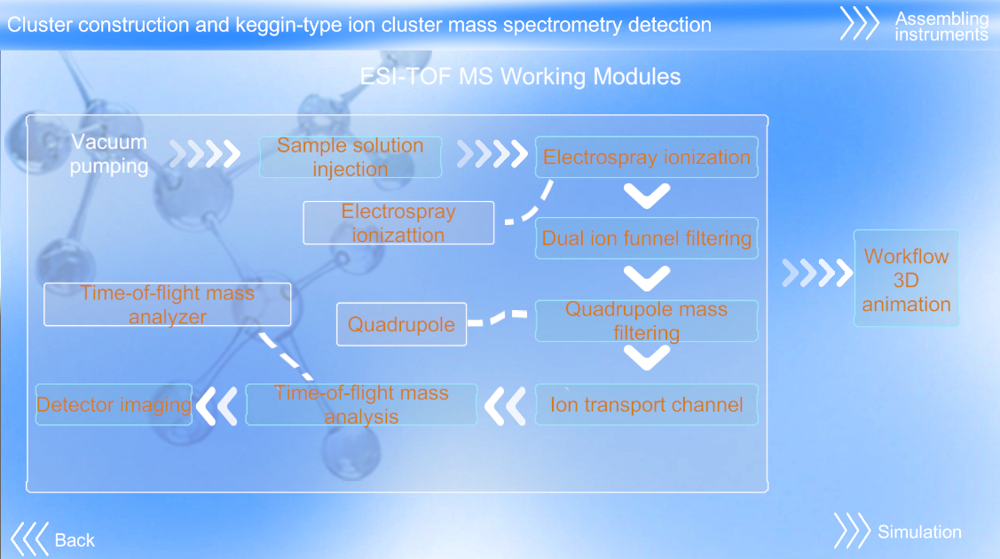 Cluster construction and keggin-type ion cluster mass spectrometry detection
Assembling
instruments
ESI-TOF MS Working Modules
Vacuum
pumping
Sample solution
injection
Electrospray ionization
Electrospray
ionizattion
Dual ion funnel filtering
Workflow
3D
animation
Time-of-flight mass
analyzer
Quadrupole
Quadrupole mass
filtering
Detector imaging
Time-of-flight mass
analysis
Ion transport channel
Back
Simulation